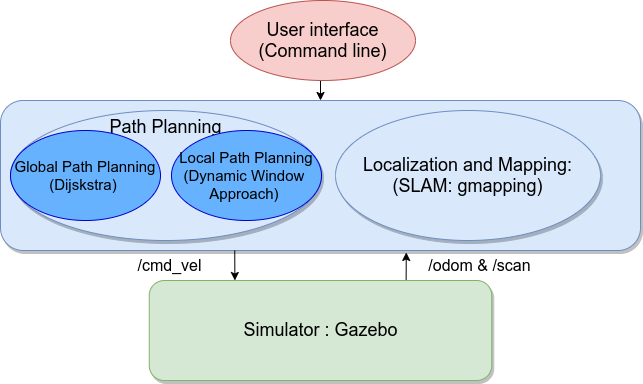 User interface
(Command line)
Path Planning
Global Path Planning
(Dijskstra)
Local Path Planning
(Dynamic Window
Approach)
Localization and Mapping:
(SLAM: gmapping)
/cmd_vel
/odom & /scan
Simulator : Gazebo